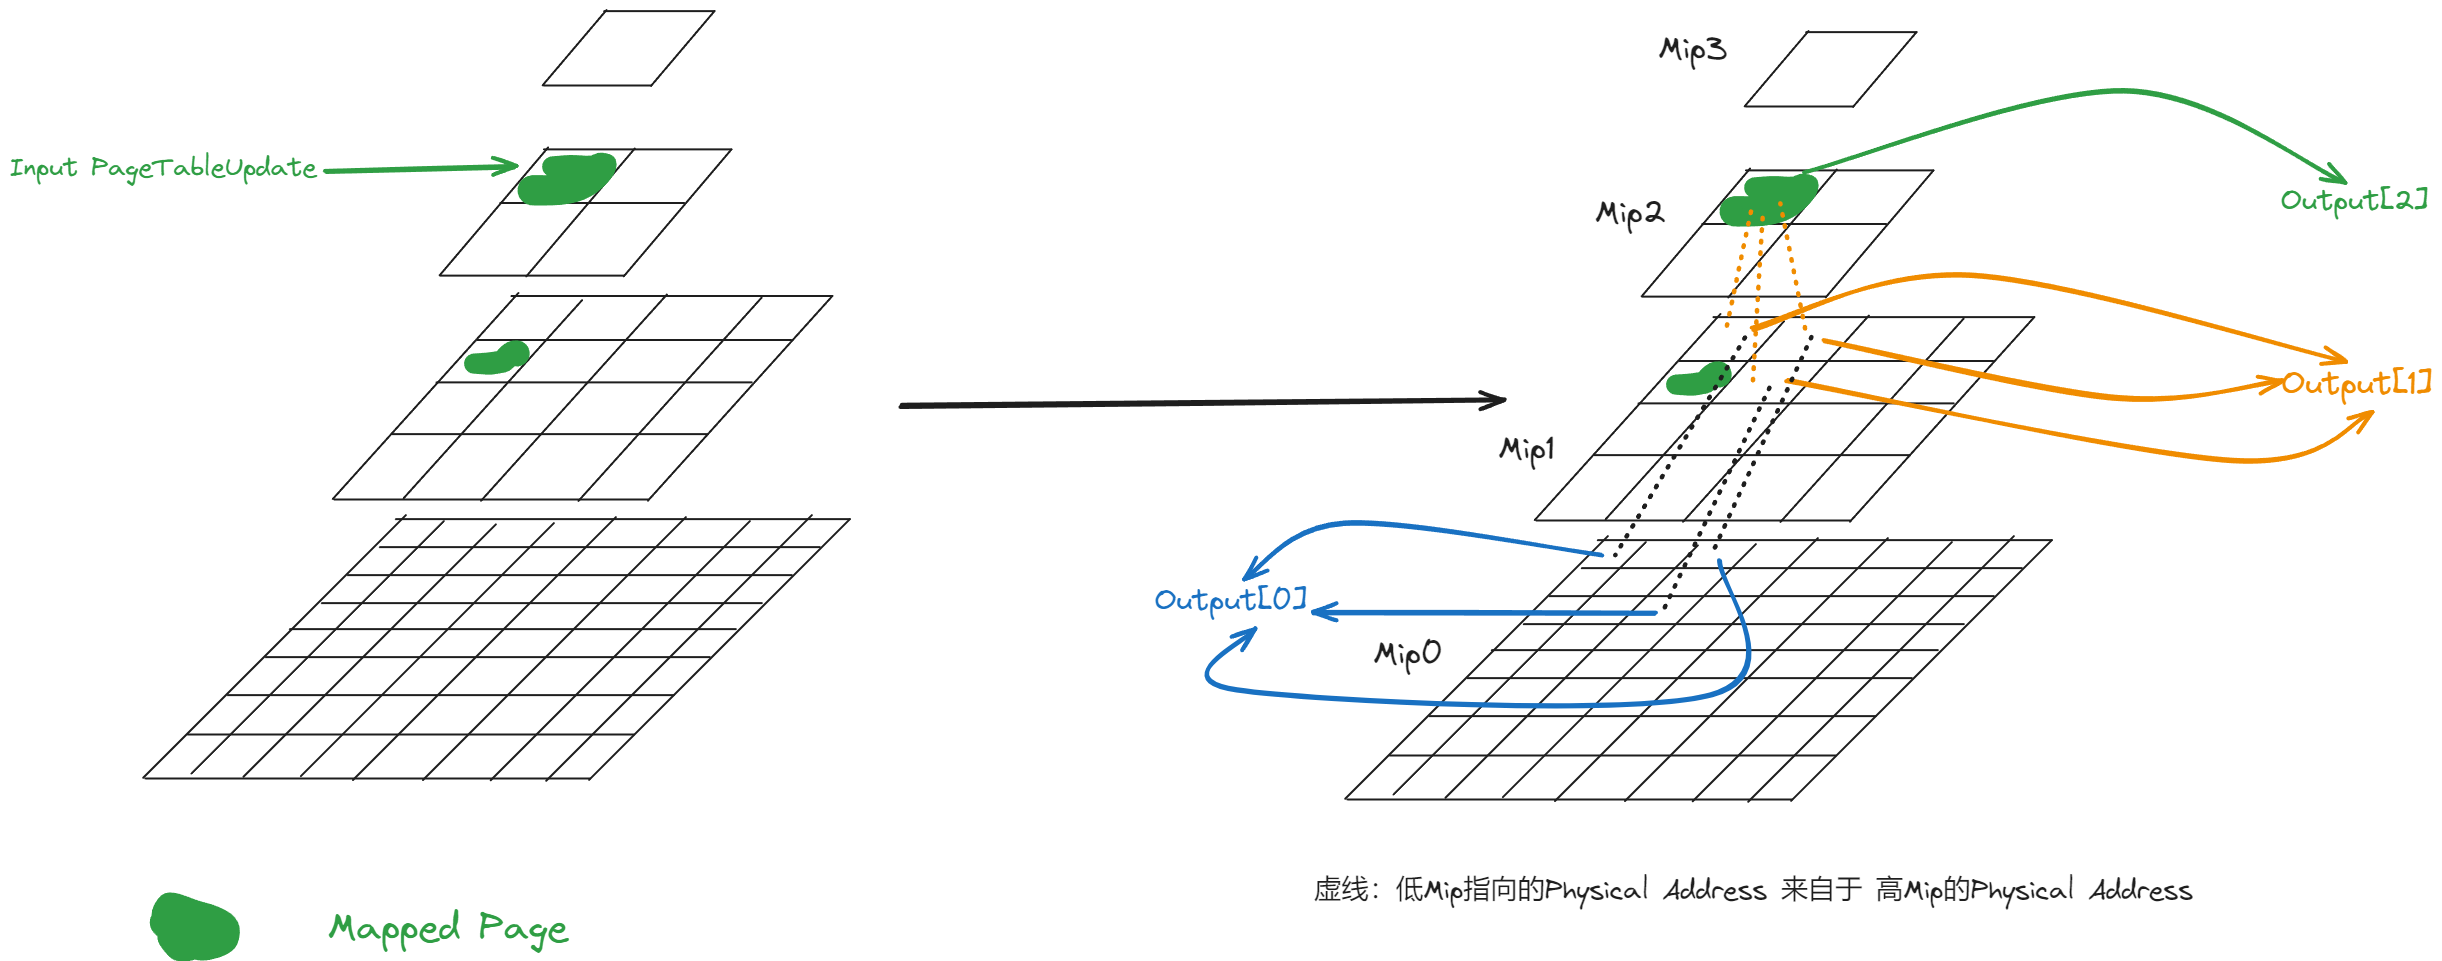 Mip3
Input PageTableUpdate
Mip2
Output[2]
Output[1]
Mip1
Output[0]
Mip0
虚线：低Mip指向的Physical Address 来自于 高Mip的Physical Address
Mapped Page